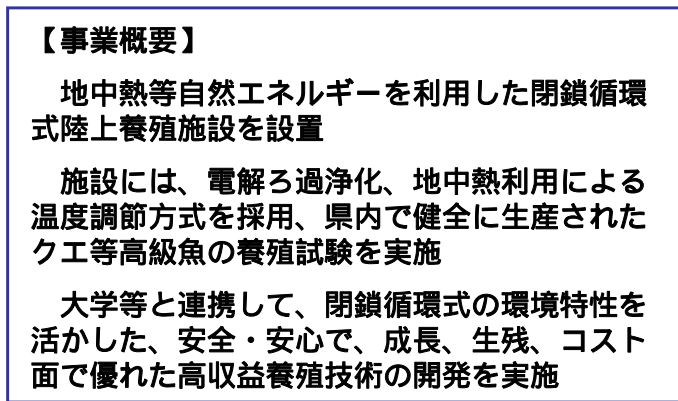 【事業概要】
　地中熱等自然エネルギーを利用した閉鎖循環
式陸上養殖施設を設置
　施設には、電解ろ過浄化、地中熱利用による
温度調節方式を採用、県内で健全に生産された
クエ等高級魚の養殖試験を実施
　大学等と連携して、閉鎖循環式の環境特性を
活かした、安全・安心で、成長、生残、コスト
面で優れた高収益養殖技術の開発を実施